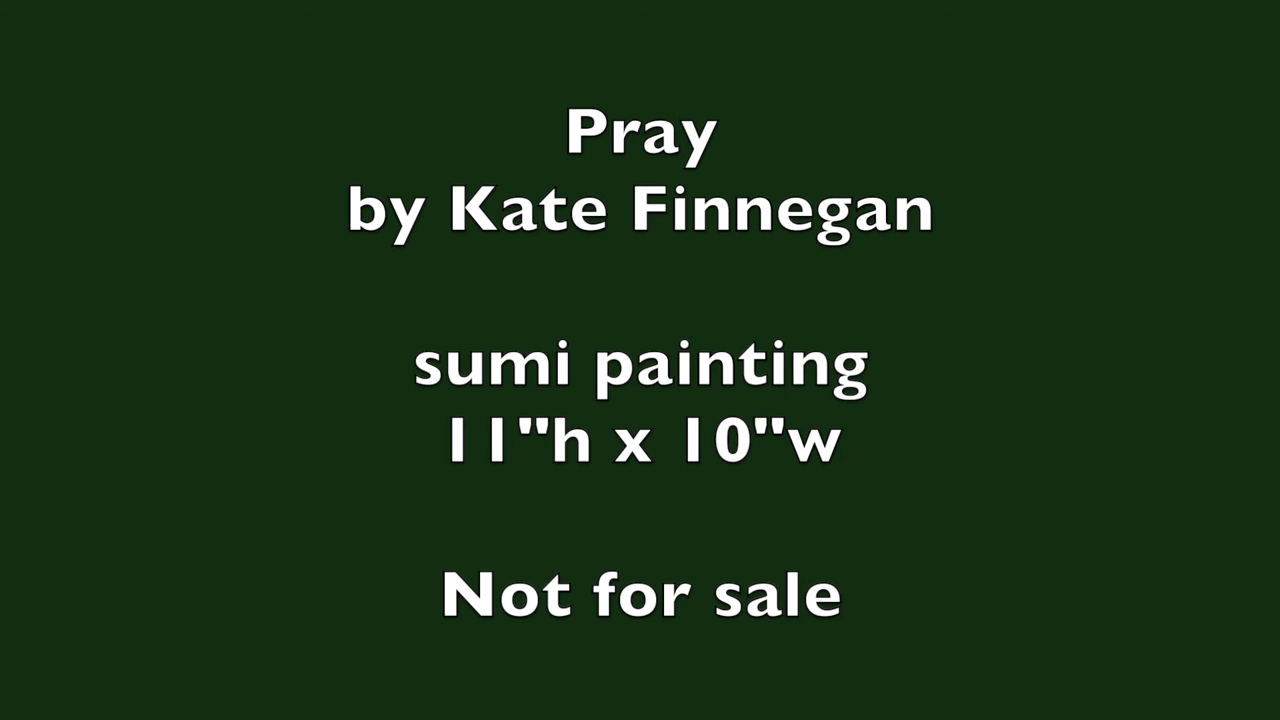 Pray
by Kate Finnegan
sumi painting
11"h x 10"w
Not for sale